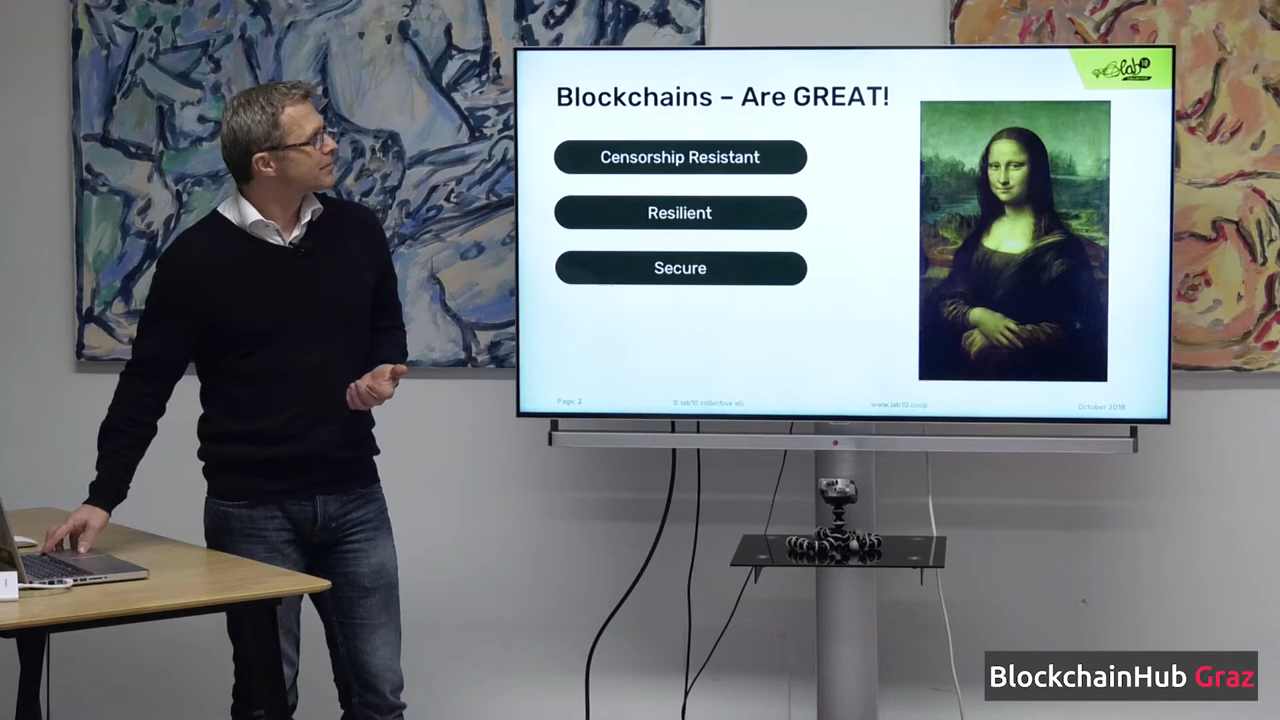 Blockchains – Are GREAT!
lab10
COLLECTIVE
Censorship Resistant
Resilient
Secure
Page 2
© lab10 collective eG
www.lab10.coop
October 2018
BlockchainHub Graz